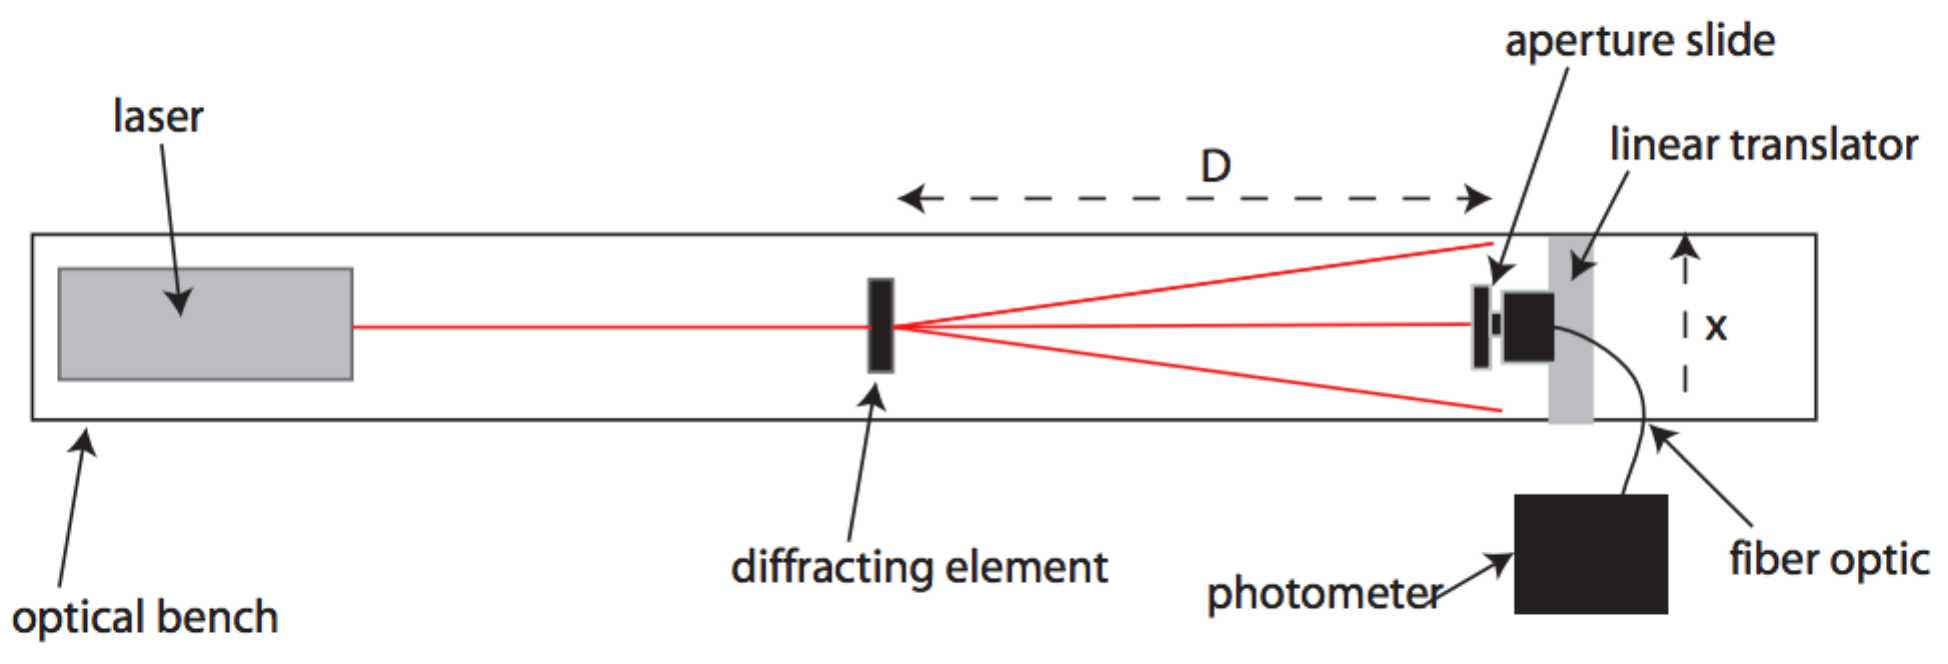 aperture slide
laser
linear translator
D
x
diffracting element
fiber optic
photometer
optical bench